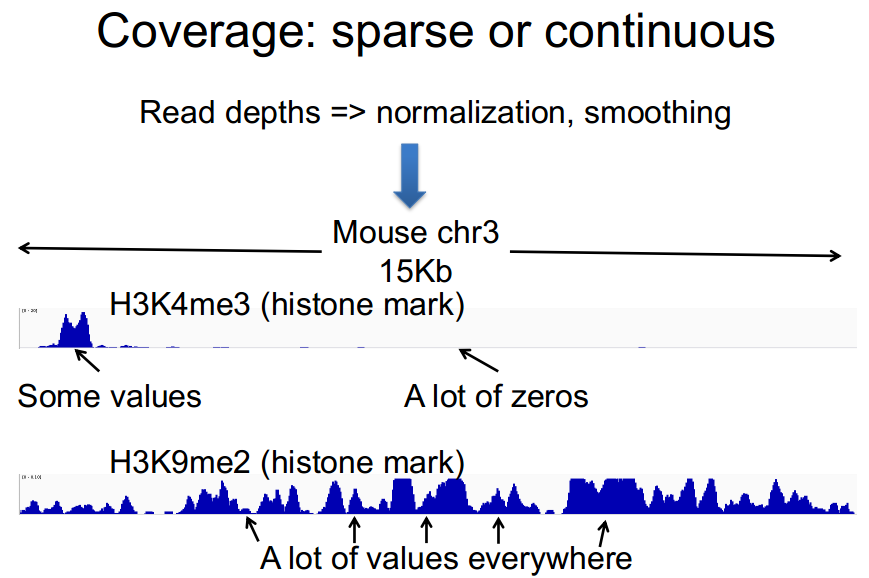 Coverage: sparse or continuous
Read depths => normalization, smoothing
Mouse chr3
15Kb
H3K4me3 (histone mark)
[0 - 20]
Some values
A lot of zeros
H3K9me2 (histone mark)
[0 - 0.10]
A lot of values everywhere